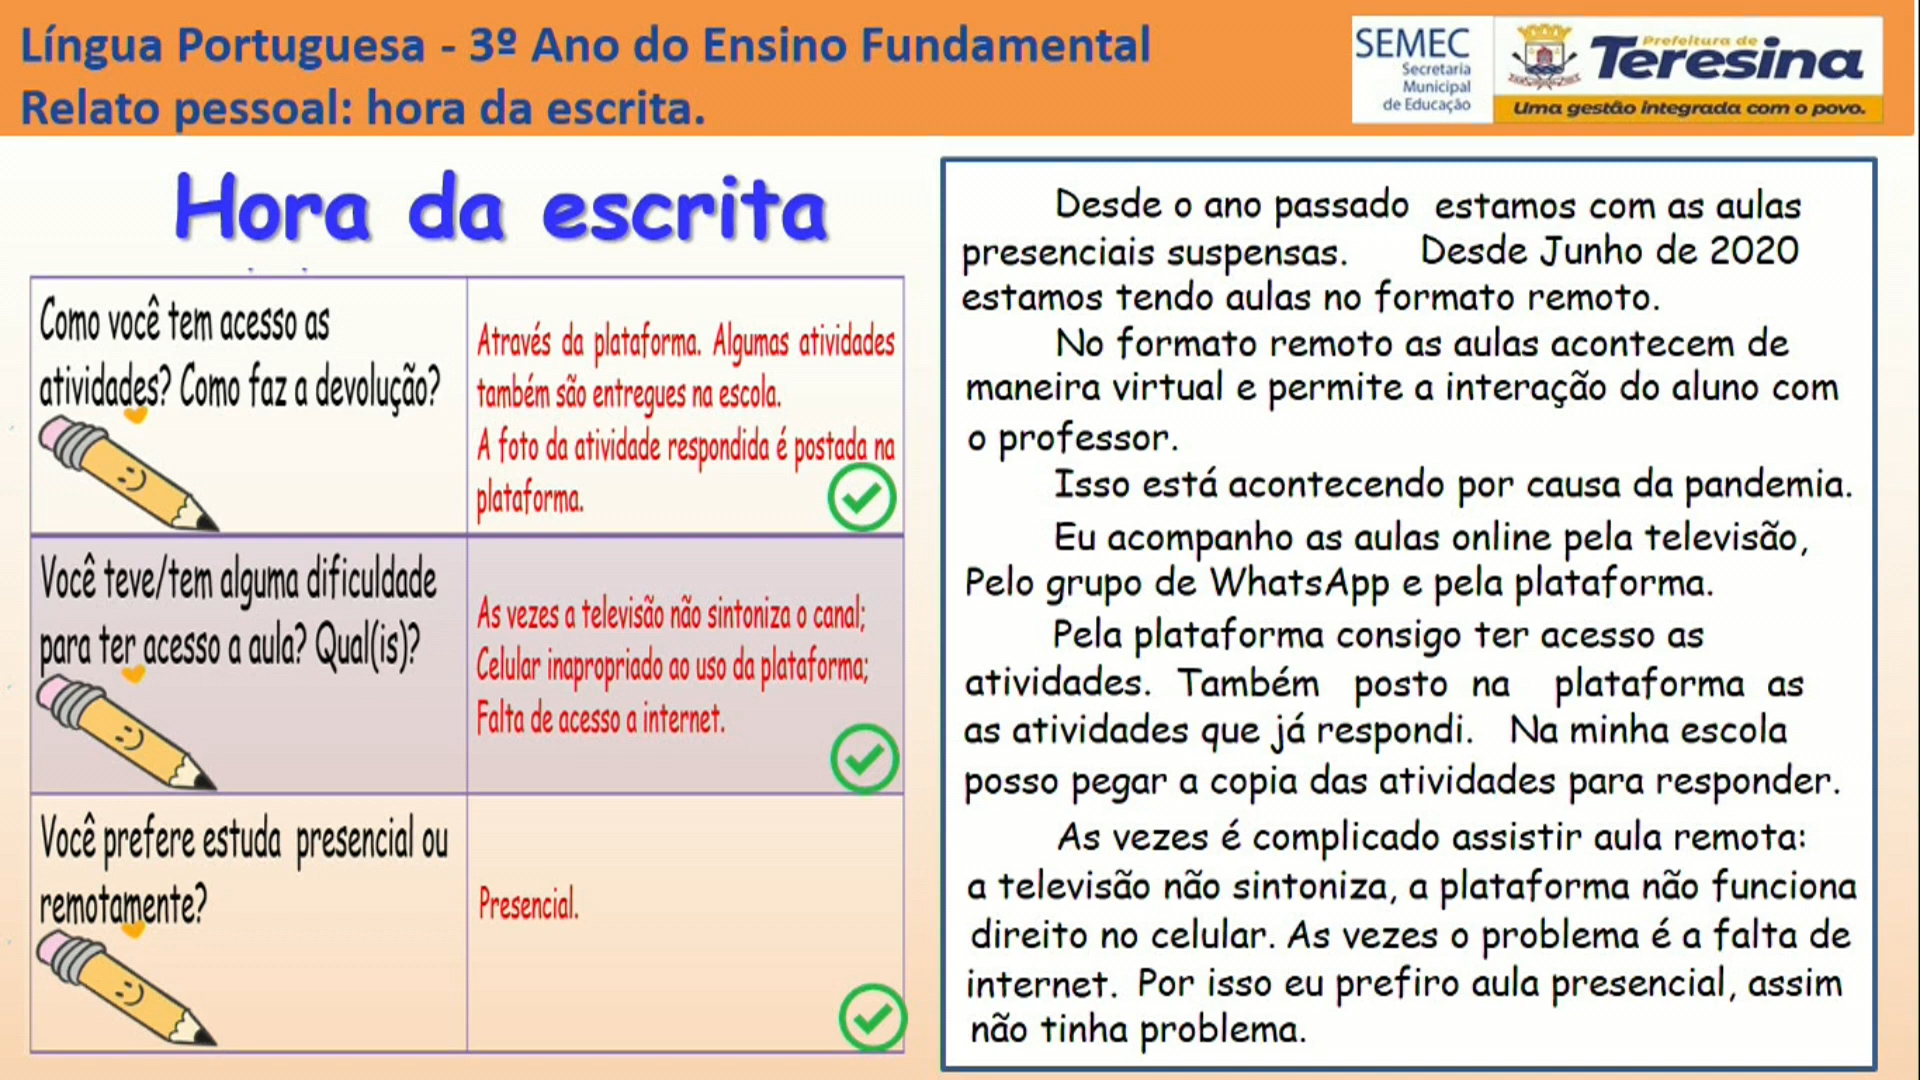 Língua Portuguesa - 3º Ano do Ensino Fundamental
Relato pessoal: hora da escrita.
SEMEC
Secretaria
Municipal
de Educação
Prefeitura de
Teresina
Uma gestão integrada com o povo.
Hora da escrita
Como você tem acesso as
atividades? Como faz a devolução?
Através da plataforma. Algumas atividades
também são entregues na escola.
A foto da atividade respondida é postada na
plataforma.
Você teve/tem alguma dificuldade
para ter acesso a aula? Qual(is)?
As vezes a televisão não sintoniza o canal;
Celular inapropriado ao uso da plataforma;
Falta de acesso a internet.
Você prefere estuda presencial ou
remotamente?
Presencial.
Desde o ano passado estamos com as aulas
presenciais suspensas. Desde Junho de 2020
estamos tendo aulas no formato remoto.
No formato remoto as aulas acontecem de
maneira virtual e permite a interação do aluno com
o professor.
Isso está acontecendo por causa da pandemia.
Eu acompanho as aulas online pela televisão,
Pelo grupo de WhatsApp e pela plataforma.
Pela plataforma consigo ter acesso as
atividades. Também posto na plataforma as
as atividades que já respondi. Na minha escola
posso pegar a copia das atividades para responder.
As vezes é complicado assistir aula remota:
a televisão não sintoniza, a plataforma não funciona
direito no celular. As vezes o problema é a falta de
internet. Por isso eu prefiro aula presencial, assim
não tinha problema.